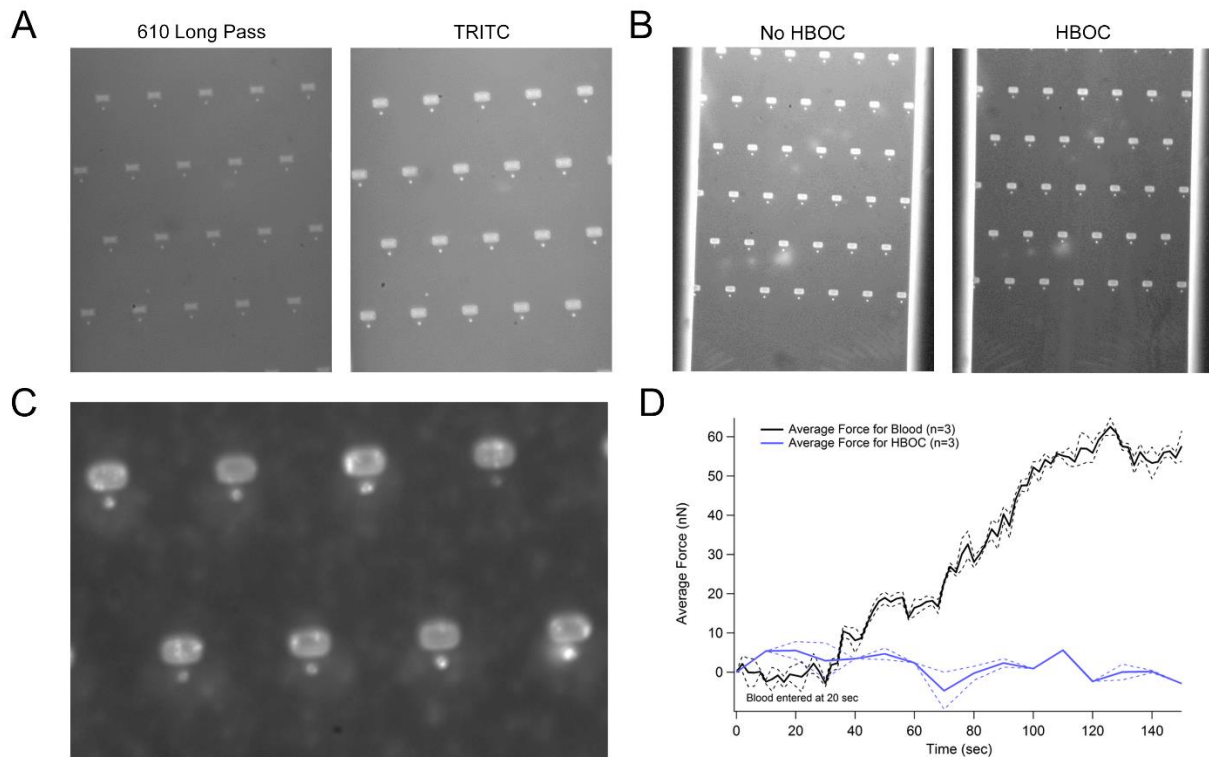 A
610 Long Pass
TRITC
B
No HBOC
HBOC
C
D
Average Force for Blood (n=3)
Average Force for HBOC (n=3)
Average Force (nN)
60
50
40
30
20
10
0
Blood entered at 20 sec
0 20 40 60 80 100 120 140
Time (sec)